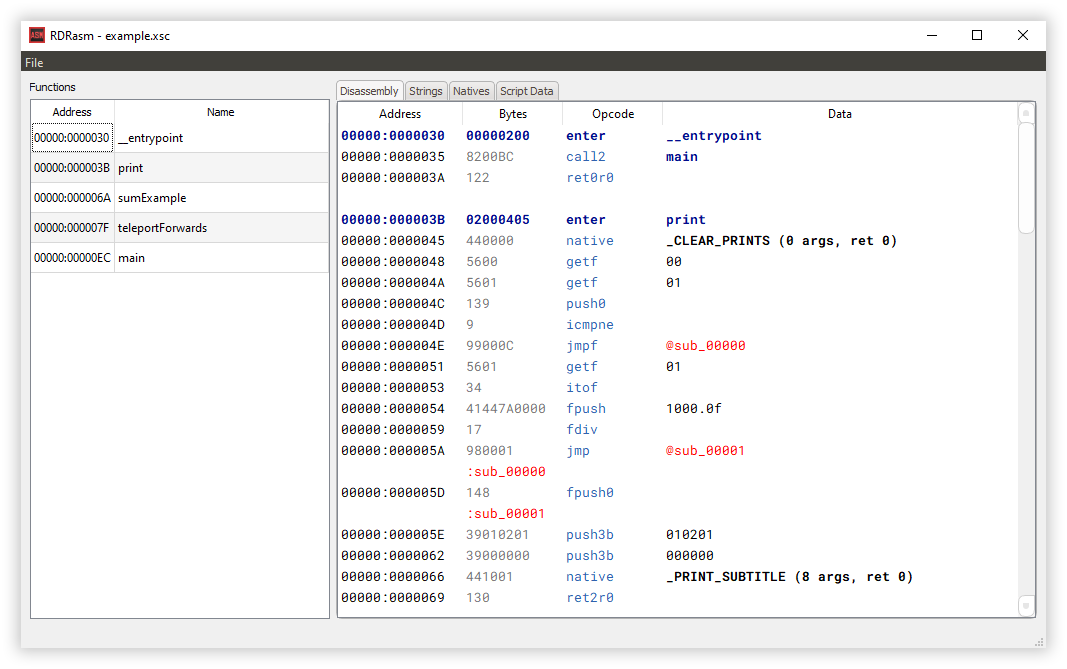 ASM RDRasm - example.xsc
File
Functions
Address Name
00000:0000030 __entrypoint
00000:000003B print
00000:000006A sumExample
00000:000007F teleportForwards
00000:00000EC main
Disassembly Strings Natives Script Data
Address Bytes Opcode Data
00000:0000030 00000200 enter __entrypoint
00000:0000035 8200BC call2 main
00000:000003A 122 ret0r0
00000:000003B 02000405 enter print
00000:0000045 440000 native _CLEAR_PRINTS (0 args, ret 0)
00000:0000048 5600 getf 00
00000:000004A 5601 getf 01
00000:000004C 139 push0
00000:000004D 9 icmpne
00000:000004E 99000C jmpf @sub_00000
00000:0000051 5601 getf 01
00000:0000053 34 itof
00000:0000054 41447A0000 fpush 1000.0f
00000:0000059 17 fdiv
00000:000005A 980001 jmp @sub_00001
:sub_00000
00000:000005D 148 fpush0
:sub_00001
00000:000005E 39010201 push3b 010201
00000:0000062 39000000 push3b 000000
00000:0000066 441001 native _PRINT_SUBTITLE (8 args, ret 0)
00000:0000069 130 ret2r0